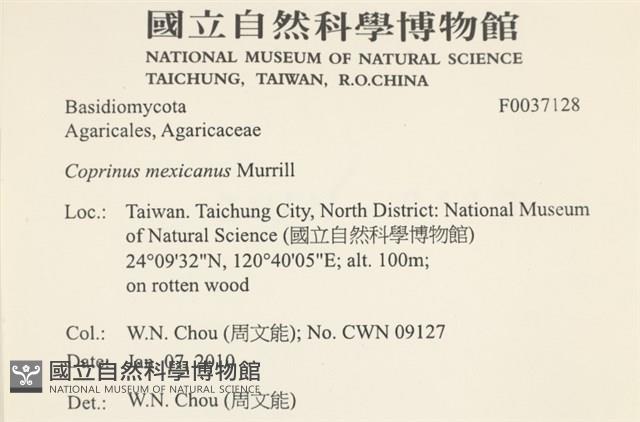 國立自然科學博物館
NATIONAL MUSEUM OF NATURAL SCIENCE
TAICHUNG, TAIWAN, R.O.CHINA
Basidiomycota F0037128
Agaricales, Agaricaceae
Coprinus mexicanus Murrill
Loc.: Taiwan. Taichung City, North District: National Museum
of Natural Science (國立自然科學博物館)
24°09'32"N, 120°40'05"E; alt. 100m;
on rotten wood
Col.: W.N. Chou (周文能); No. CWN 09127
Date: Jan. 07, 2010
國立自然科學博物館
NATIONAL MUSEUM OF NATURAL SCIENCE
Det.: W.N. Chou (周文能)